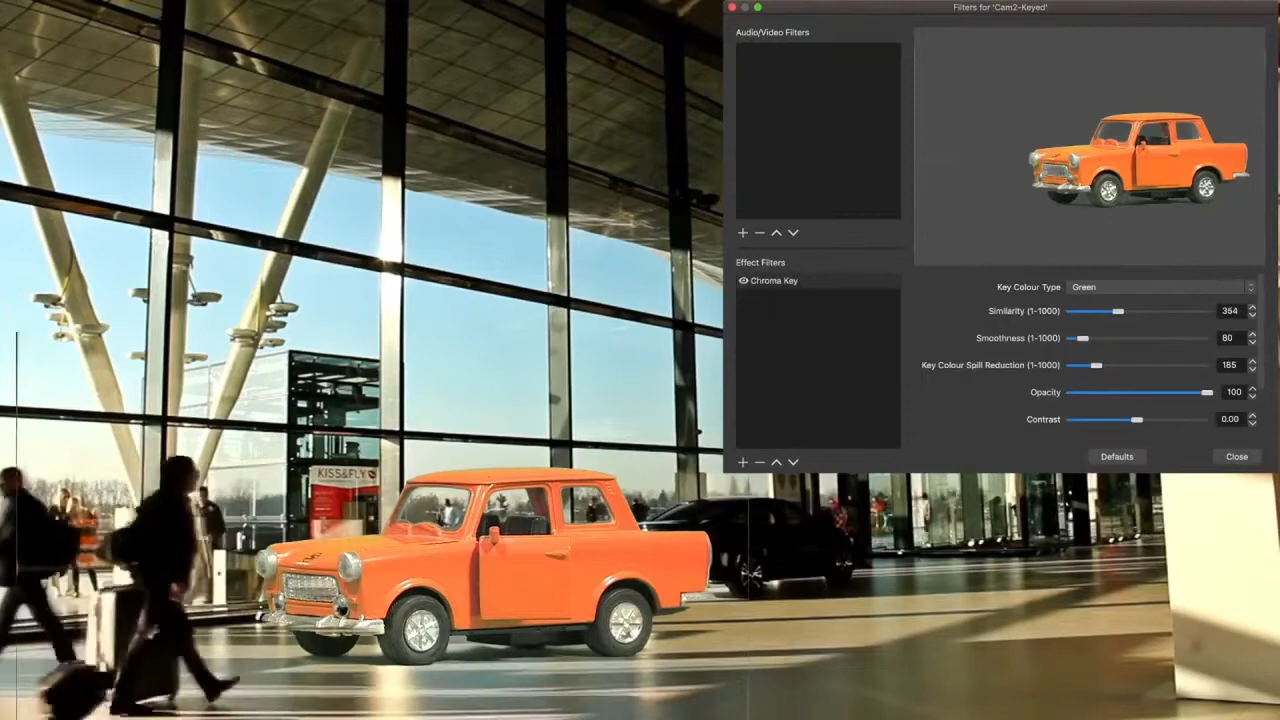 Filters for 'Cam2-Keyed'
Audio/Video Filters
Effect Filters
Chroma Key
Key Colour Type Green
Similarity (1-1000) 354
Smoothness (1-1000) 80
Key Colour Spill Reduction (1-1000) 185
Opacity 100
Contrast 0.00
Defaults Close
KISS&FLY